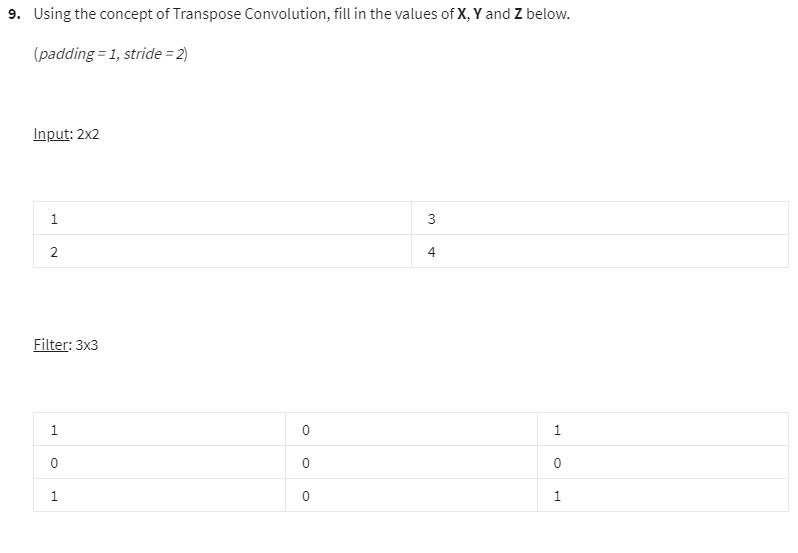 9. Using the concept of Transpose Convolution, fill in the values of X, Y and Z below.
(padding = 1, stride = 2)
Input: 2x2
1 3
2 4
Filter: 3x3
1 0 1
0 0 0
1 0 1